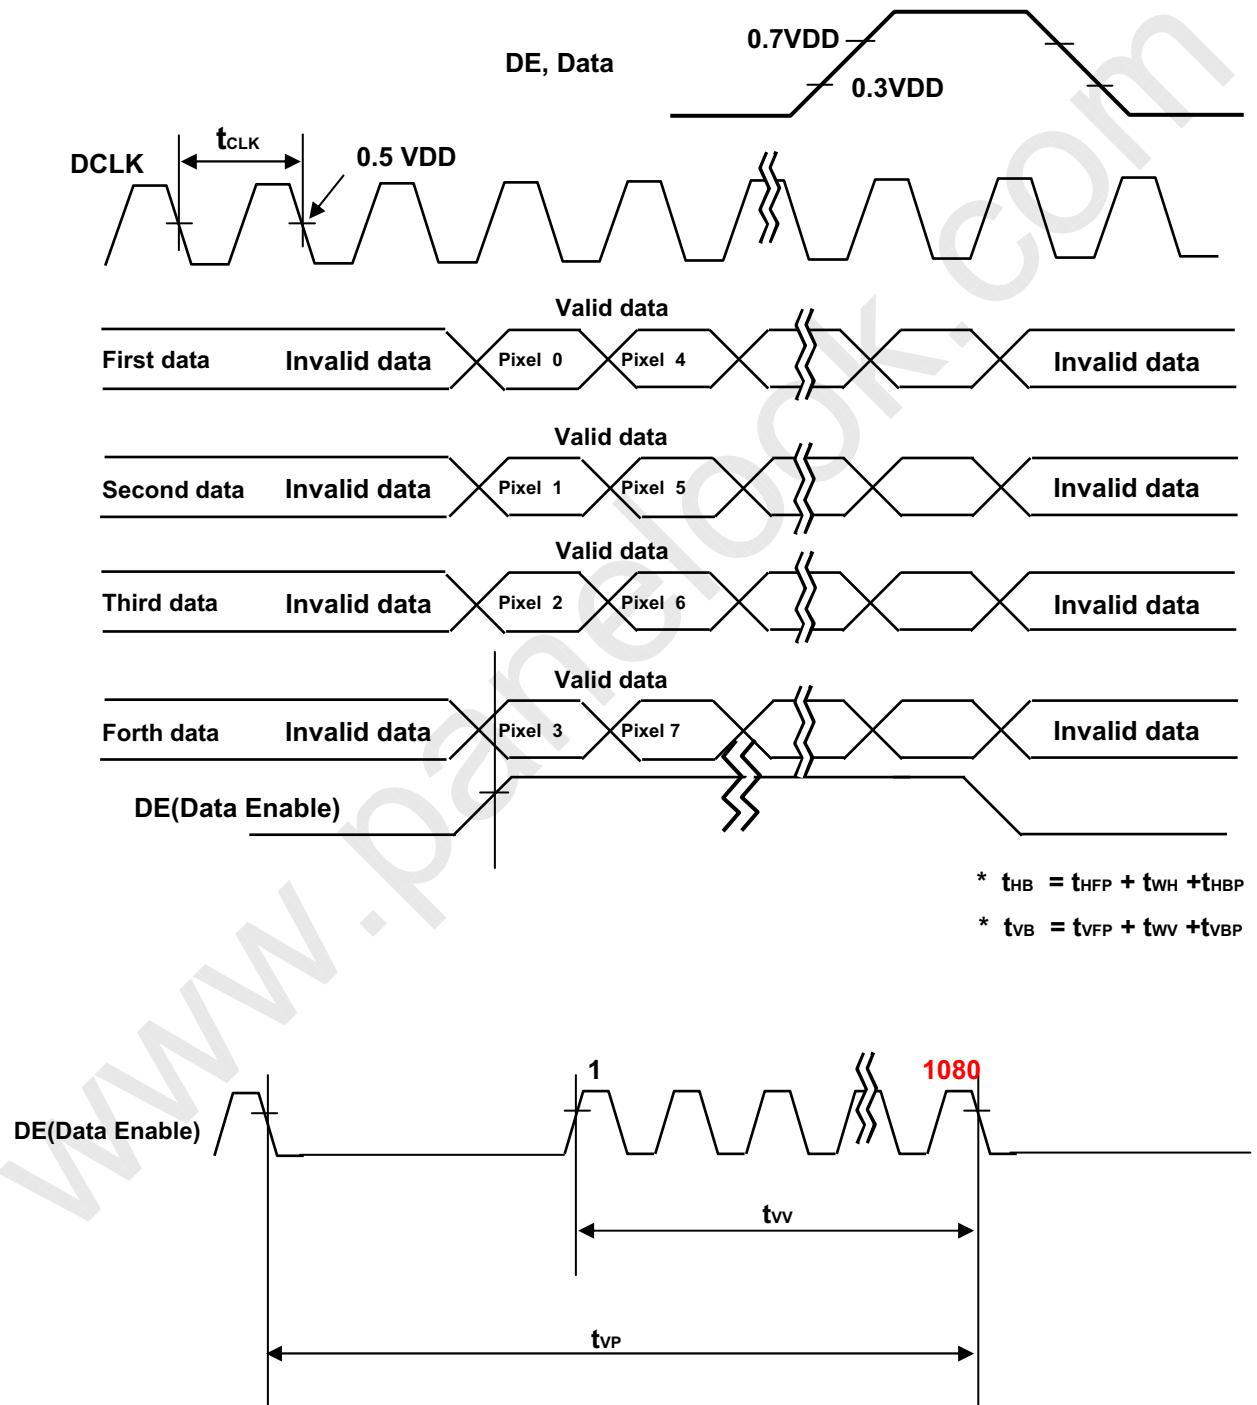 0.7VDD
DE, Data
0.3VDD
tCLK
0.5 VDD
DCLK
Valid data
First data Invalid data Pixel 0 Pixel 4 Invalid data
Valid data
Second data Invalid data Pixel 1 Pixel 5 Invalid data
Valid data
Third data Invalid data Pixel 2 Pixel 6 Invalid data
Valid data
Forth data Invalid data Pixel 3 Pixel 7 Invalid data
DE(Data Enable)
* tHB = tHFP + tWH +tHBP
* tVB = tVFP + tWV +tVBP
1 1080
DE(Data Enable)
tVV
tVP
www.panelook.com